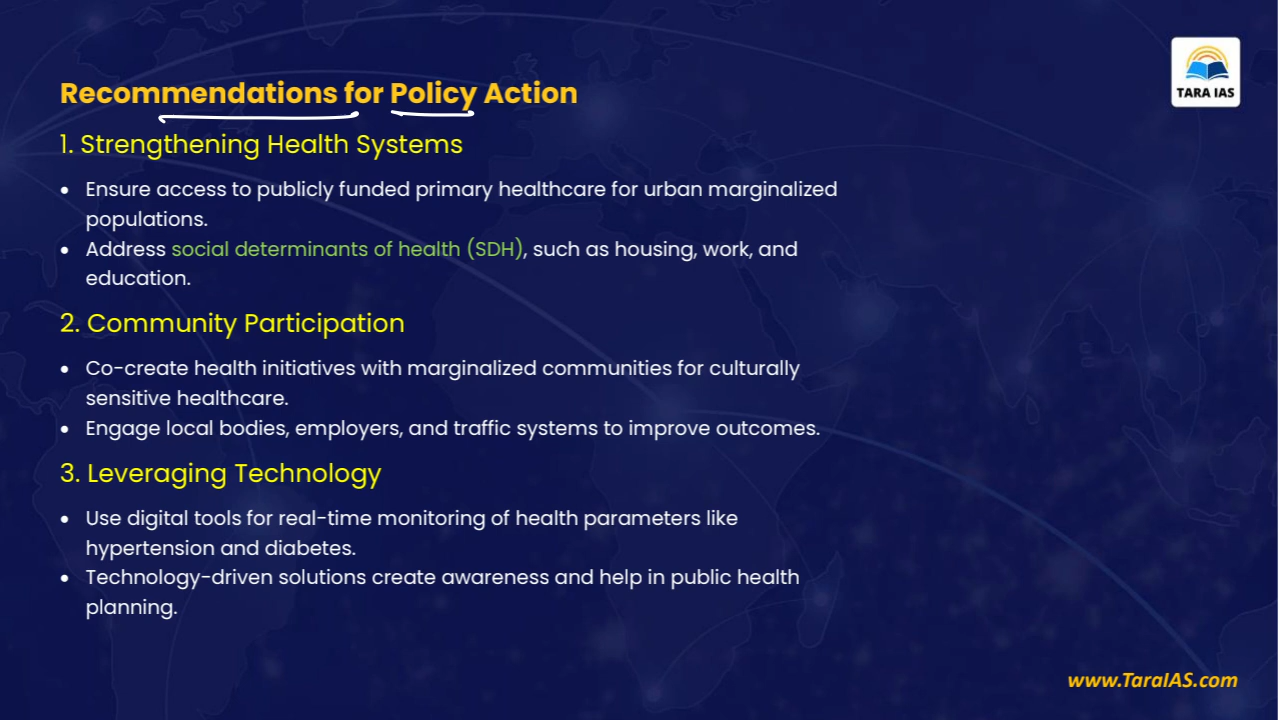 TARA IAS
Recommendations for Policy Action
1. Strengthening Health Systems
• Ensure access to publicly funded primary healthcare for urban marginalized
populations.
• Address social determinants of health (SDH), such as housing, work, and
education.
2. Community Participation
• Co-create health initiatives with marginalized communities for culturally
sensitive healthcare.
• Engage local bodies, employers, and traffic systems to improve outcomes.
3. Leveraging Technology
• Use digital tools for real-time monitoring of health parameters like
hypertension and diabetes.
• Technology-driven solutions create awareness and help in public health
planning.
www.TaraIAS.com